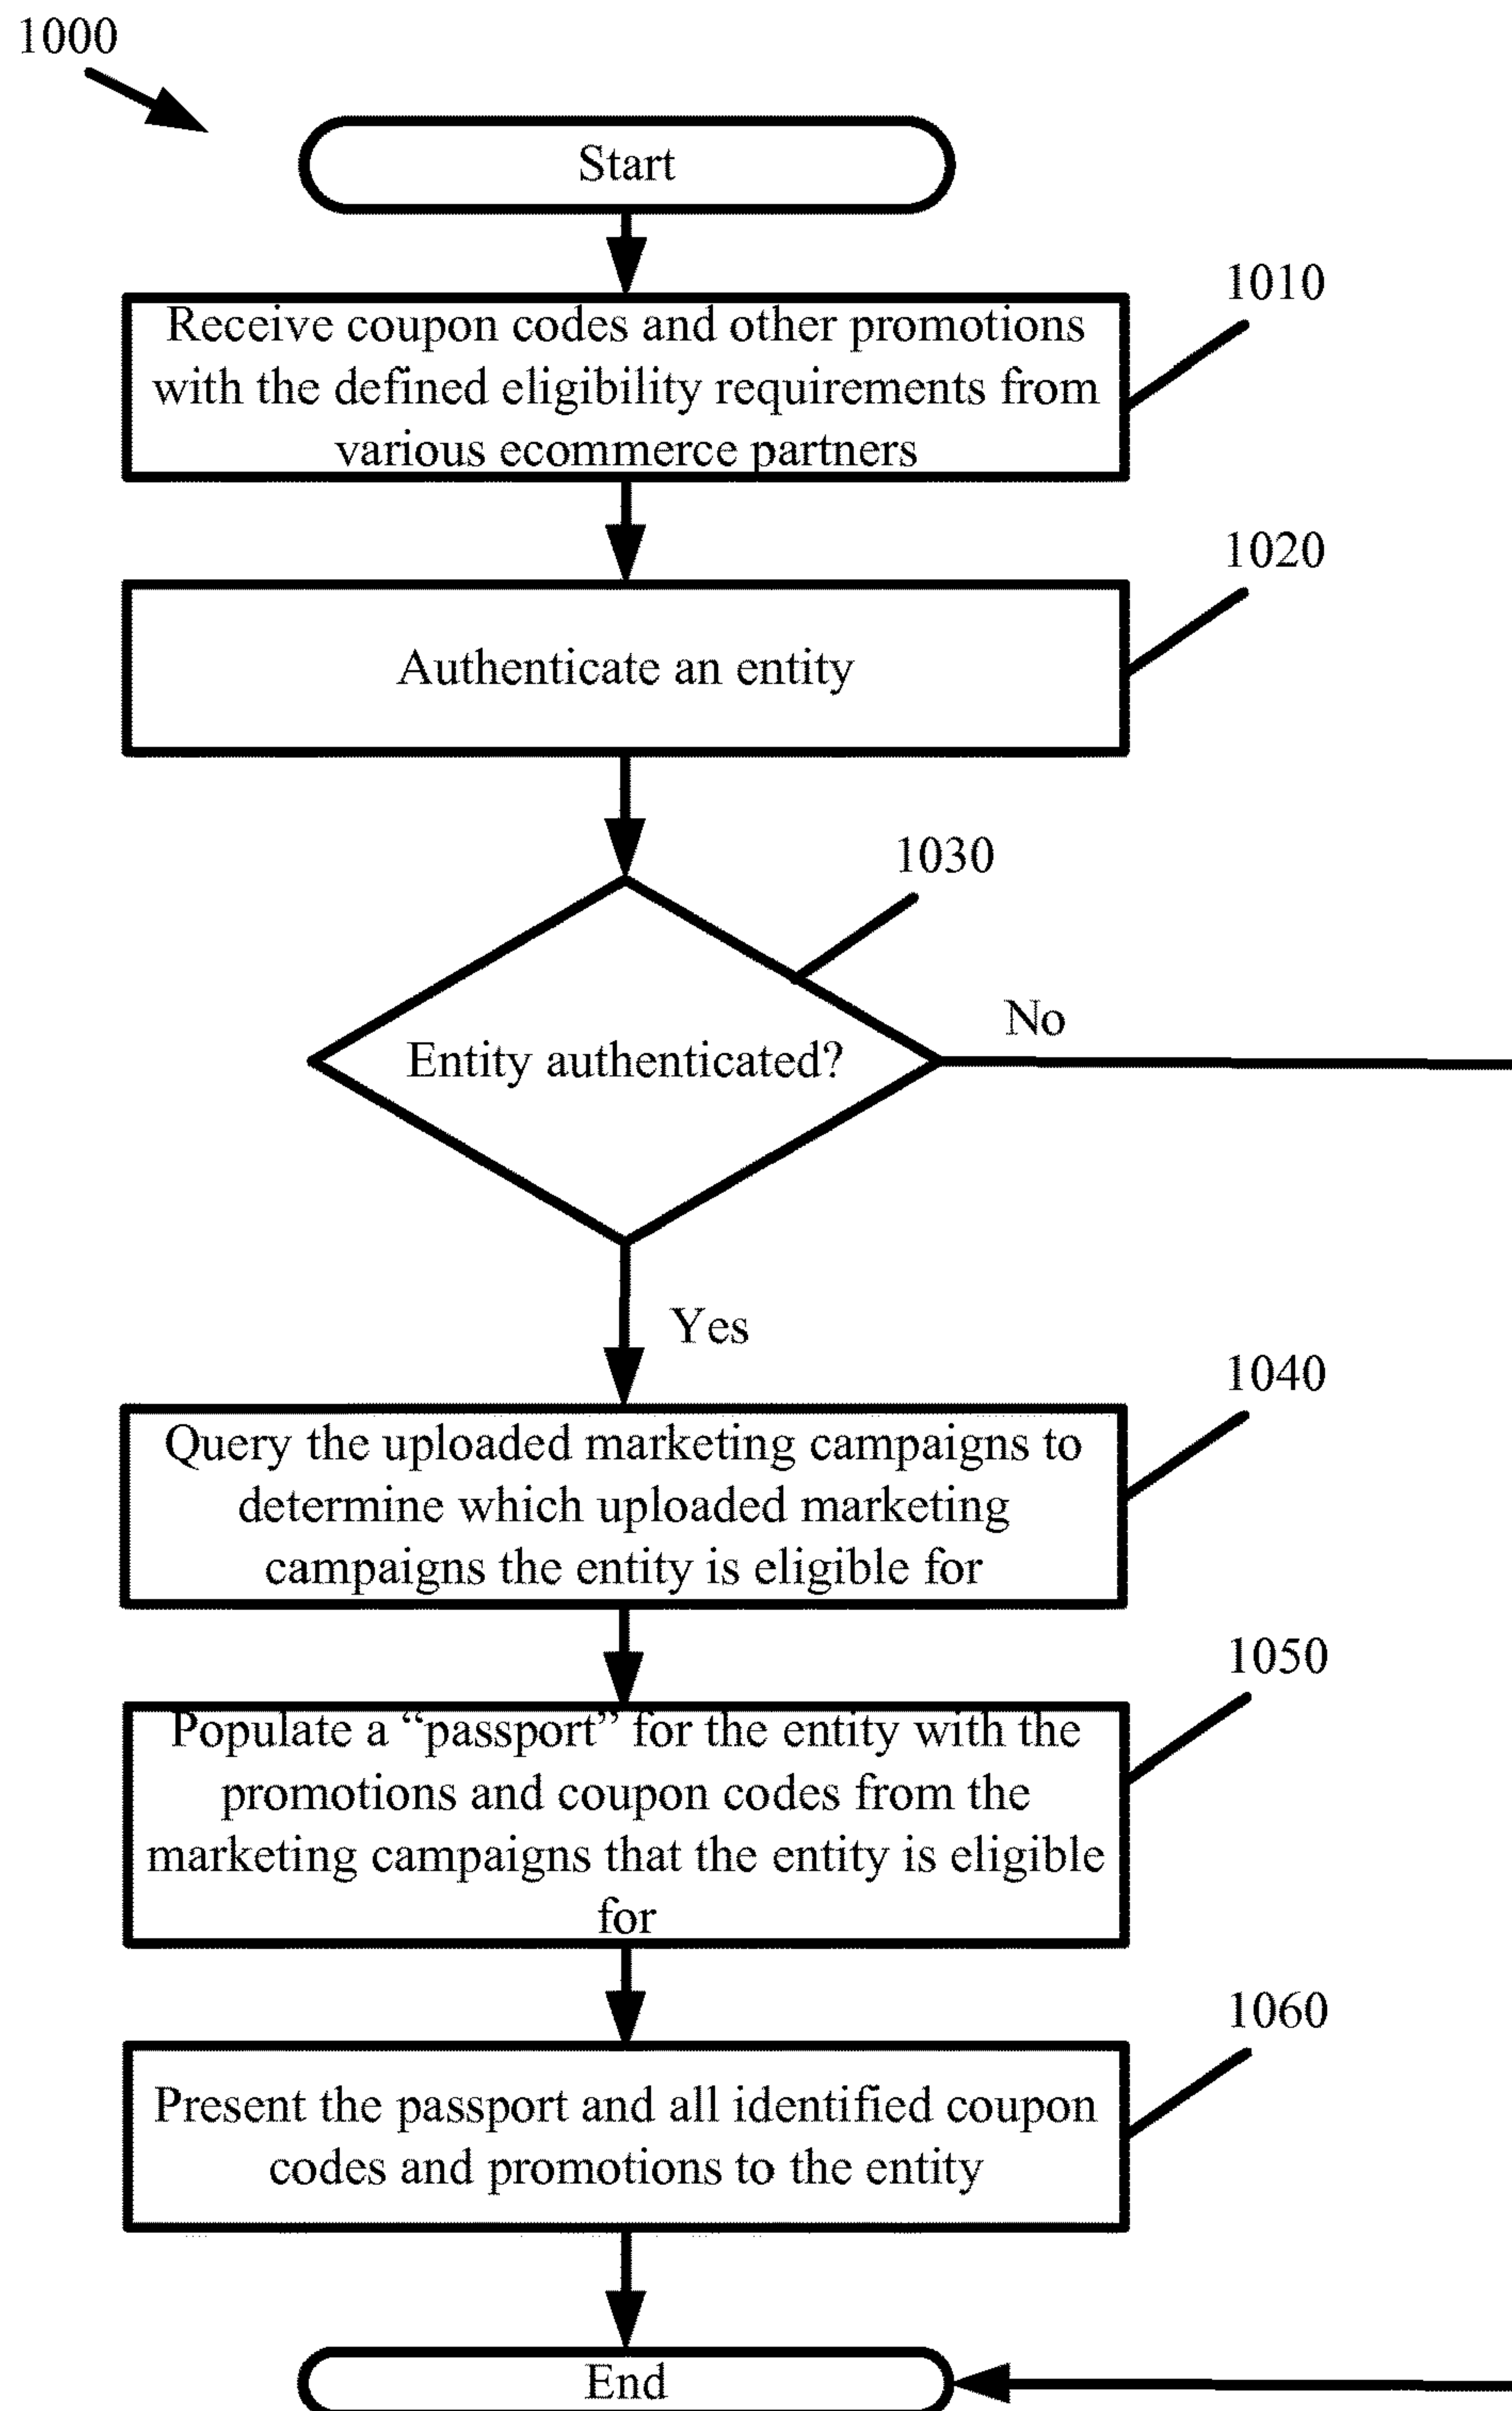 1000
Start
1010
Receive coupon codes and other promotions
with the defined eligibility requirements from
various ecommerce partners
1020
Authenticate an entity
1030
No
Entity authenticated?
Yes
1040
Query the uploaded marketing campaigns to
determine which uploaded marketing
campaigns the entity is eligible for
1050
Populate a “passport” for the entity with the
promotions and coupon codes from the
marketing campaigns that the entity is eligible
for
1060
Present the passport and all identified coupon
codes and promotions to the entity
End